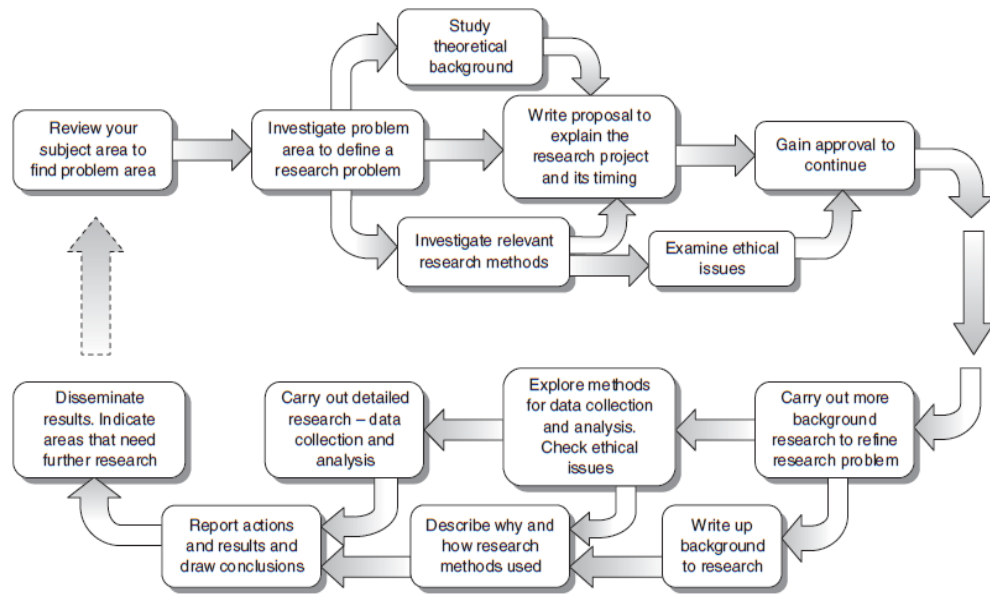 Study
theoretical
background
Review your
subject area to
find problem area
Investigate problem
area to define a
research problem
Write proposal to
explain the
research project
and its timing
Gain approval to
continue
Investigate relevant
research methods
Examine ethical
issues
Disseminate
results. Indicate
areas that need
further research
Carry out detailed
research – data
collection and
analysis
Explore methods
for data collection
and analysis.
Check ethical
issues
Carry out more
background
research to refine
research problem
Report actions
and results and
draw conclusions
Describe why and
how research
methods used
Write up
background
to research